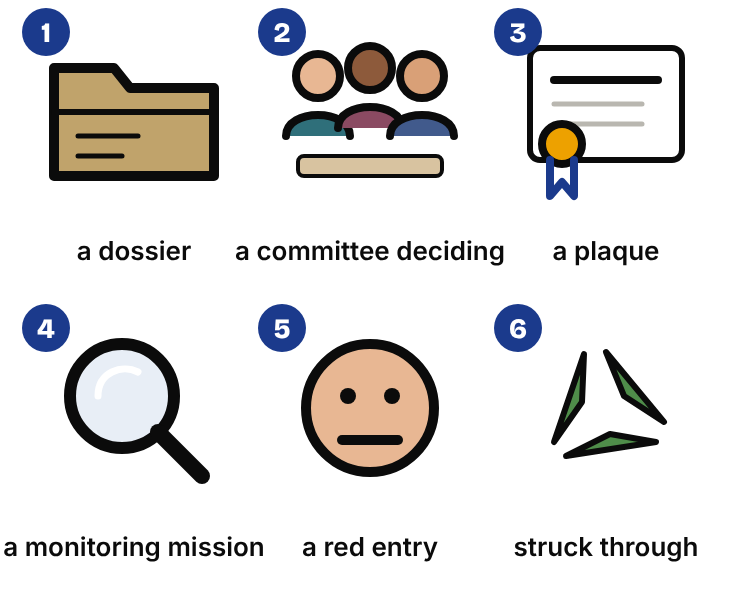 1
2
3
a dossier
a committee deciding
a plaque
4
5
6
a monitoring mission
a red entry
struck through